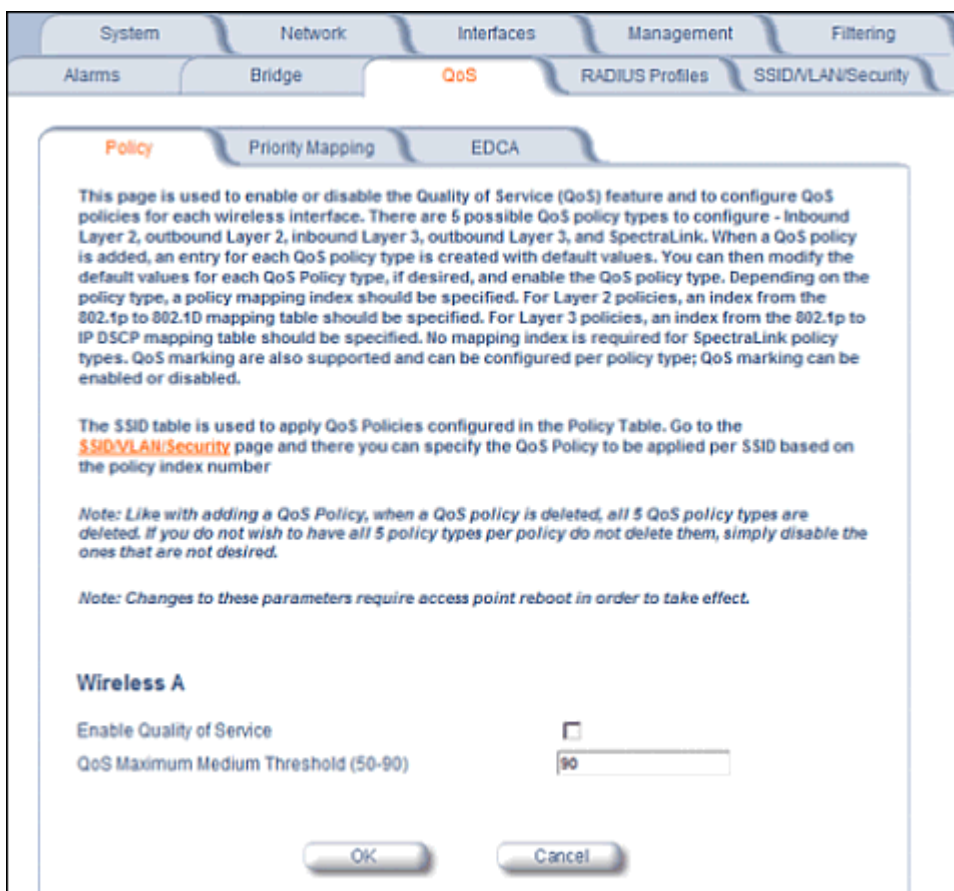 System Network Interfaces Management Filtering
Alarms Bridge QoS RADIUS Profiles SSID/VLAN/Security
Policy Priority Mapping EDCA
This page is used to enable or disable the Quality of Service (QoS) feature and to configure QoS
policies for each wireless interface. There are 5 possible QoS policy types to configure - Inbound
Layer 2, outbound Layer 2, inbound Layer 3, outbound Layer 3, and SpectraLink. When a QoS policy
is added, an entry for each QoS policy type is created with default values. You can then modify the
default values for each QoS Policy type, if desired, and enable the QoS policy type. Depending on the
policy type, a policy mapping index should be specified. For Layer 2 policies, an index from the
802.1p to 802.1D mapping table should be specified. For Layer 3 policies, an index from the 802.1p to
IP DSCP mapping table should be specified. No mapping index is required for SpectraLink policy
types. QoS marking are also supported and can be configured per policy type; QoS marking can be
enabled or disabled.
The SSID table is used to apply QoS Policies configured in the Policy Table. Go to the
SSID/VLAN/Security page and there you can specify the QoS Policy to be applied per SSID based on
the policy index number
Note: Like with adding a QoS Policy, when a QoS policy is deleted, all 5 QoS policy types are
deleted. If you do not wish to have all 5 policy types per policy do not delete them, simply disable the
ones that are not desired.
Note: Changes to these parameters require access point reboot in order to take effect.
Wireless A
Enable Quality of Service
QoS Maximum Medium Threshold (50-90) 90
OK Cancel